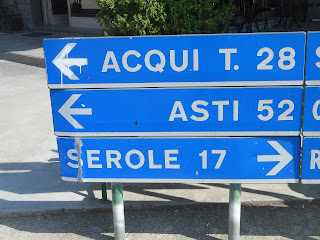 ACQUI T. 28
ASTI 52
SEROLE 17